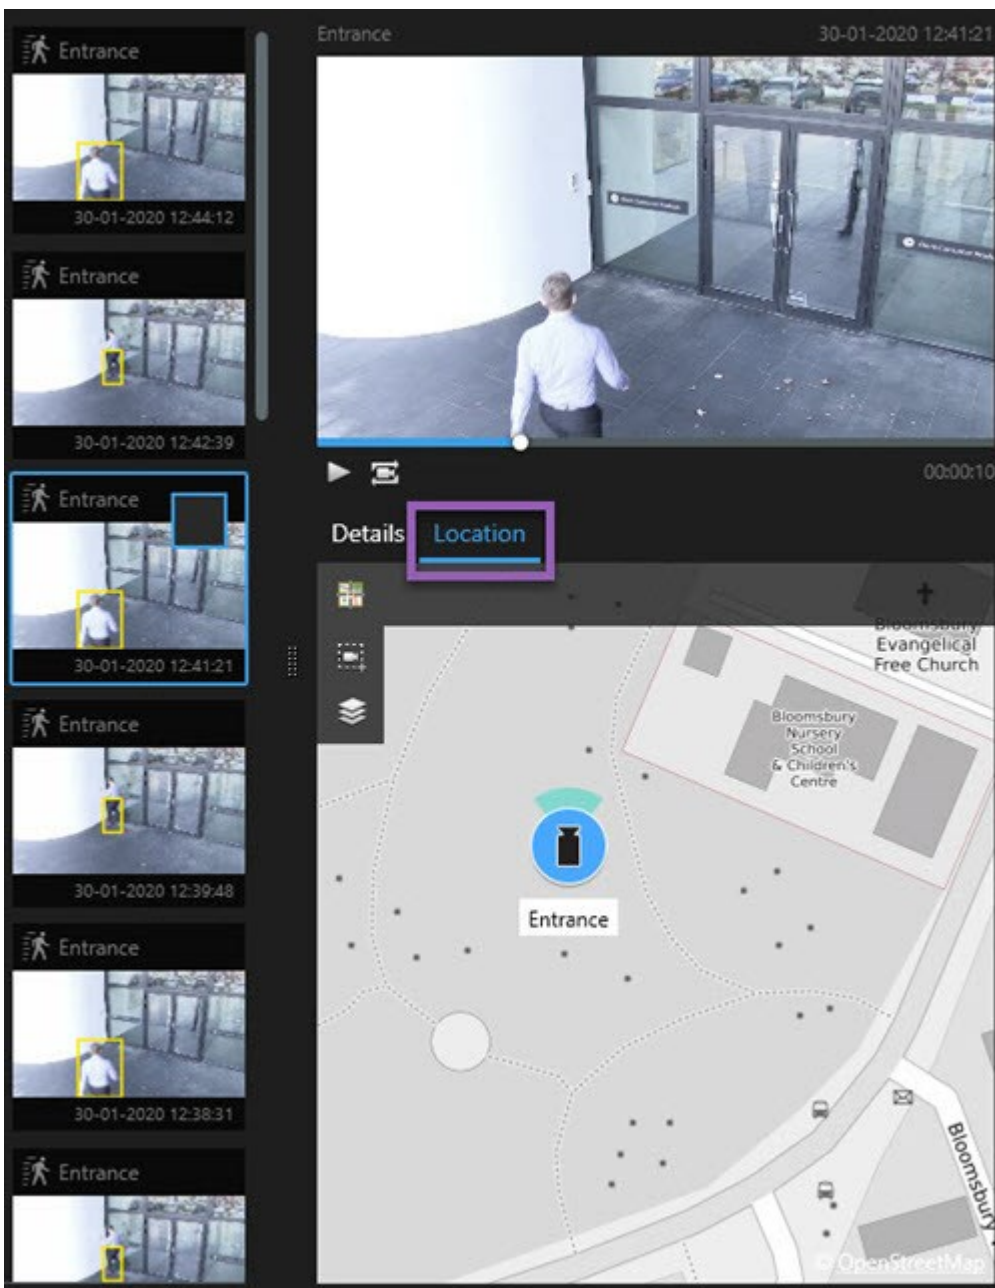 Entrance
30-01-2020 12:44:12
Entrance
30-01-2020 12:42:39
Entrance
30-01-2020 12:41:21
Entrance
30-01-2020 12:39:48
Entrance
30-01-2020 12:38:31
Entrance
Entrance
30-01-2020 12:41:21
00:00:10
Details
Location
Bloomsbury
Evangelical
Free Church
Bloomsbury
Nursery
School
& Children's
Centre
Entrance
Bloomsbury
© OpenStreetMap